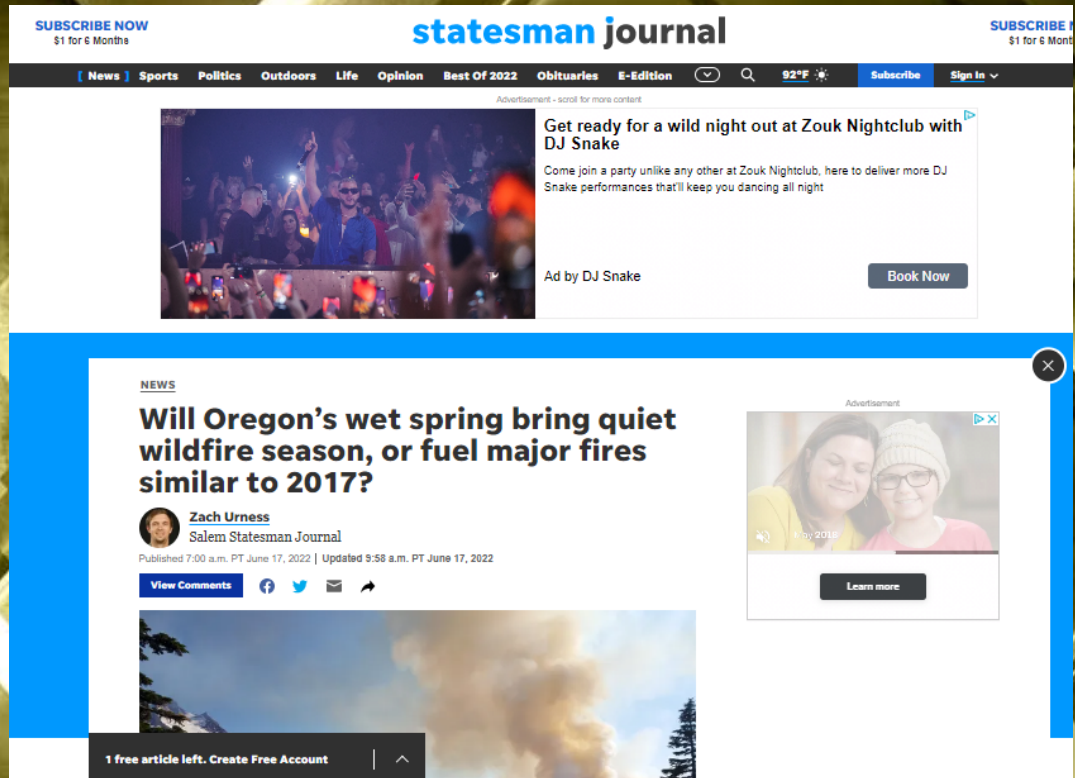 SUBSCRIBE NOW
$1 for 6 Months
statesman journal
SUBSCRIBE
$1 for 6
[ News ] Sports Politics Outdoors Life Opinion Best Of 2022 Obituaries E-Edition 92°F Subscribe Sign In
Advertisement - scroll for more content
Get ready for a wild night out at Zouk Nightclub with
DJ Snake
Come join a party unlike any other at Zouk Nightclub, here to deliver more DJ
Snake performances that'll keep you dancing all night
Ad by DJ Snake
Book Now
NEWS
Will Oregon's wet spring bring quiet
wildfire season, or fuel major fires
similar to 2017?
Zach Urness
Salem Statesman Journal
Published 7:00 a.m. PT June 17, 2022 | Updated 9:58 a.m. PT June 17, 2022
View Comments
Advertisement
by 2018
Learn more
1 free article left. Create Free Account